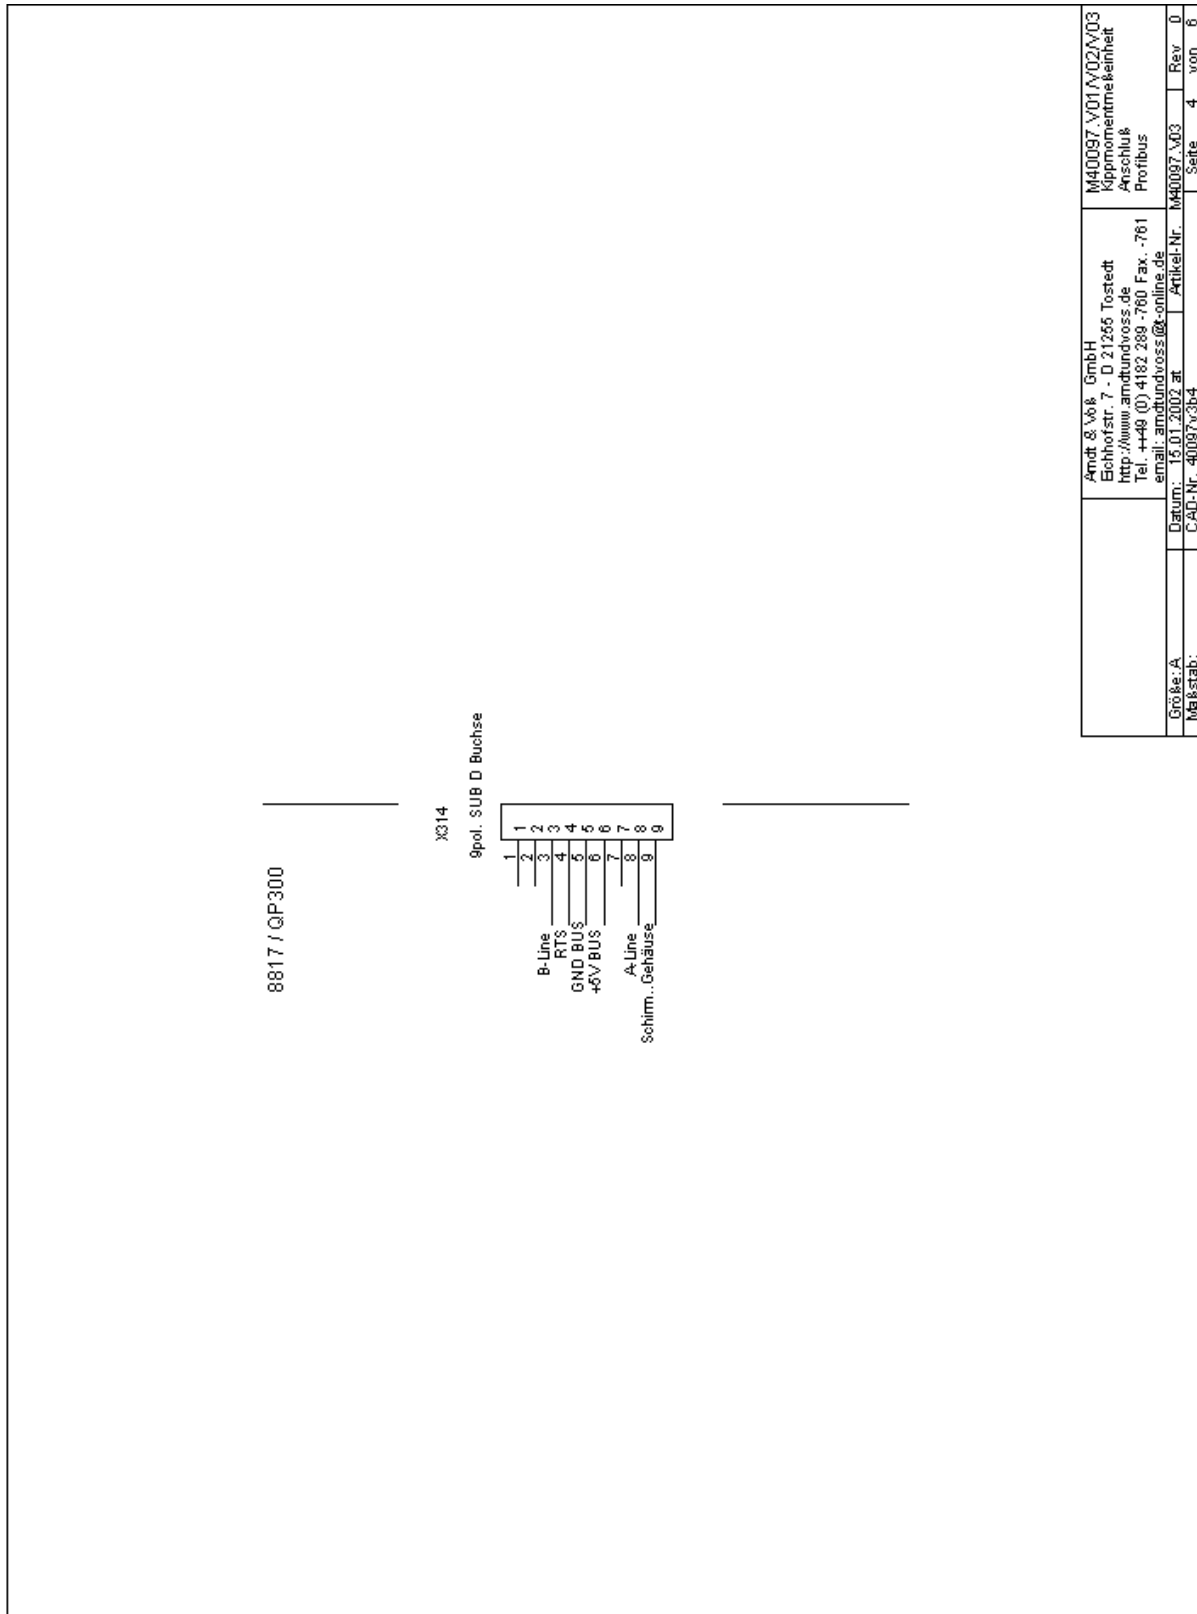 8817 / QP300
X314
9pol. SUB D Buchse
1 1
2 2
B-Line 3 3
RTS 4 4
GND BUS 5 5
+5V BUS 6 6
7 7
A-Line 8 8
Schirm..Gehäuse 9 9
Arndt & Voß GmbH
Eichhofstr. 7 - D 21255 Tostedt
http://www.arndtundvoss.de
Tel. ++49 (0) 4182 289 -760 Fax. -761
email: arndtundvoss@t-online.de
M40097.V01/V02/V03
Kippmomentmeßeinheit
Anschluß
Profibus
Größe: A Datum: 15.01.2002 at Artikel-Nr. M40097.V03 Rev 0
Maßstab: CAD-Nr. 40097v3b4 Seite 4 von 6